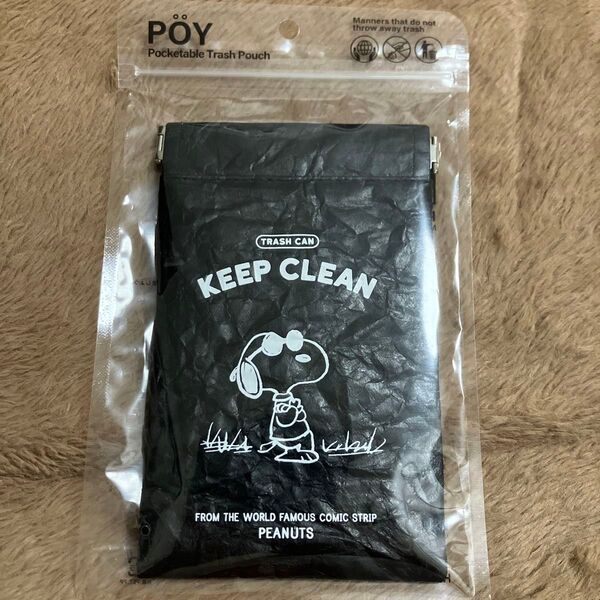 PÖY
Pocketable Trash Pouch
Manners that do not
throw away trash
TRASH CAN
KEEP CLEAN
FROM THE WORLD FAMOUS COMIC STRIP
PEANUTS